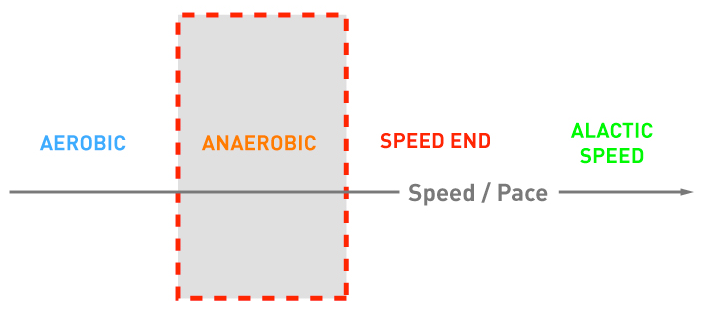 AEROBIC
ANAEROBIC
SPEED END
ALACTIC
SPEED
Speed / Pace